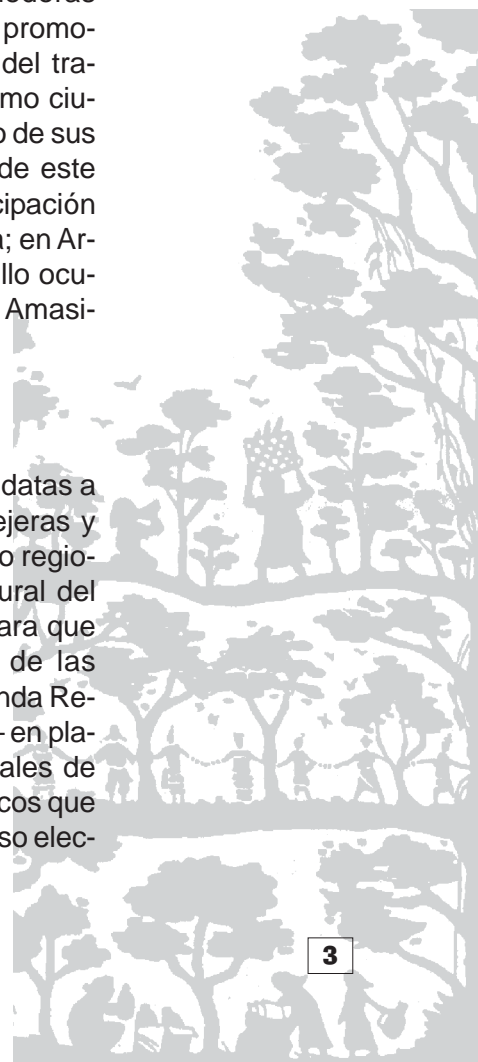 promo-
del tra-
mo ciu-
o de sus
de este
cipación
; en Ar-
llo ocu-
Amasi-
datas a
ejeras y
o regio-
ural del
ara que
de las
nda Re-
- en pla-
ales de
cos que
so elec-
3